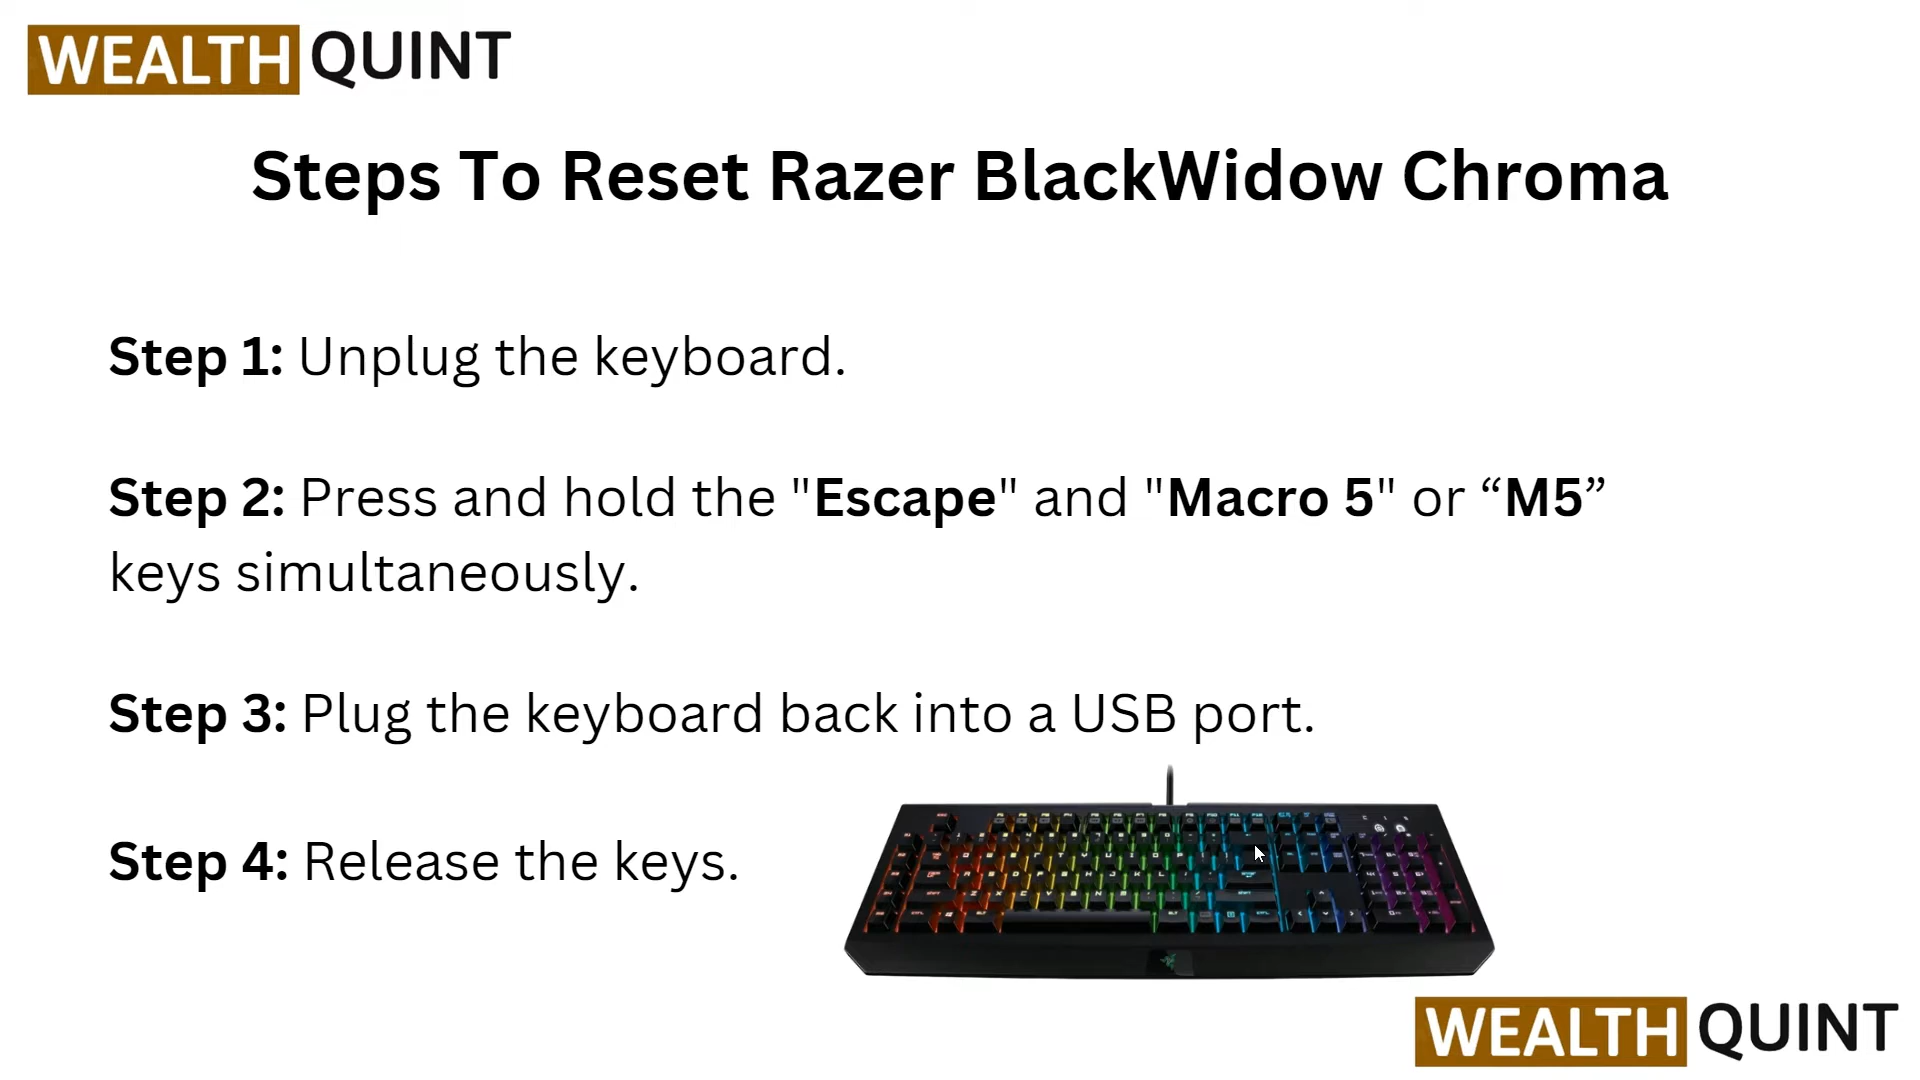 WEALTH QUINT
Steps To Reset Razer BlackWidow Chroma
Step 1: Unplug the keyboard.
Step 2: Press and hold the "Escape" and "Macro 5" or “M5”
keys simultaneously.
Step 3: Plug the keyboard back into a USB port.
Step 4: Release the keys.
WEALTH QUINT